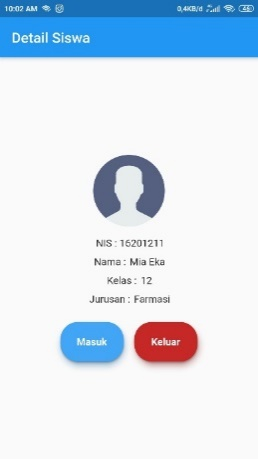 10:02 AM 0,4KB/d 46
Detail Siswa
NIS : 16201211
Nama : Mia Eka
Kelas : 12
Jurusan : Farmasi
Masuk Keluar